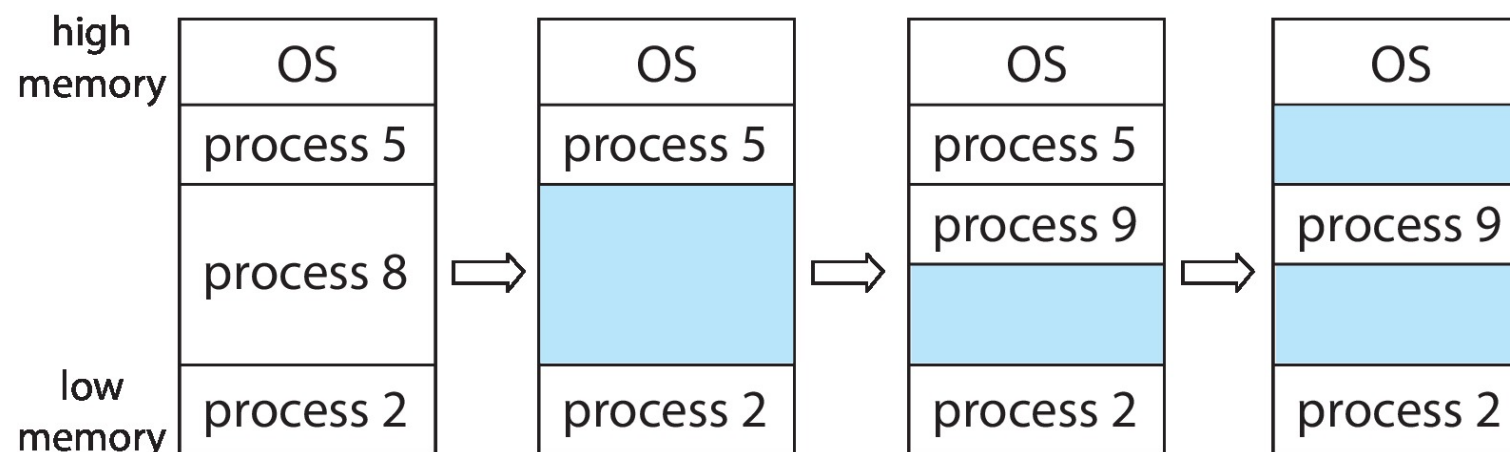 high
memory
low
memory
OS
process 5
process 8
process 2
OS
process 5
process 2
OS
process 5
process 9
process 2
OS
process 9
process 2